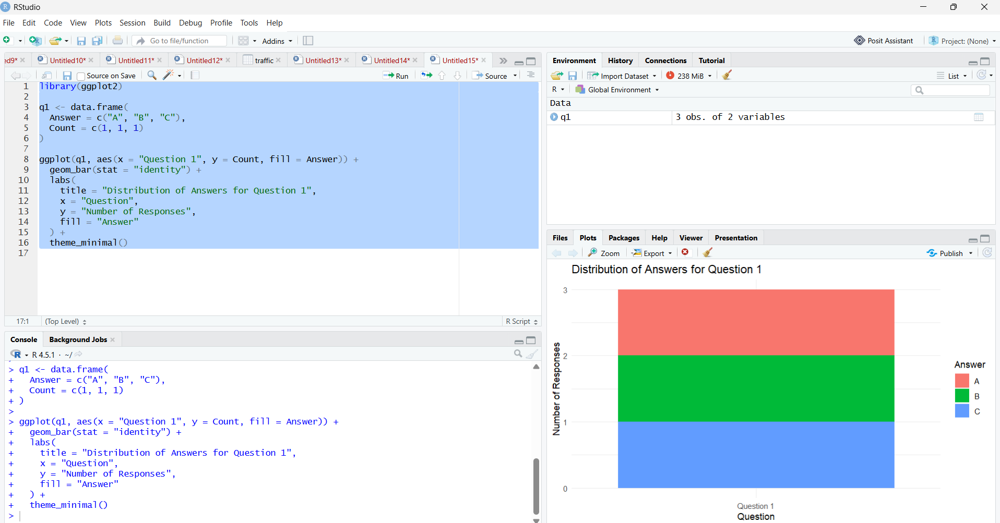 RStudio
File Edit Code View Plots Session Build Debug Profile Tools Help
Go to file/function Addins Posit Assistant Project: (None)
ed9* Untitled10* Untitled11* Untitled12* traffic Untitled13* Untitled14* Untitled15*
Source on Save Run Source
1 library(ggplot2)
2
3 q1 <- data.frame(
4 Answer = c("A", "B", "C"),
5 Count = c(1, 1, 1)
6 )
7
8 ggplot(q1, aes(x = "Question 1", y = Count, fill = Answer)) +
9 geom_bar(stat = "identity") +
10 labs(
11 title = "Distribution of Answers for Question 1",
12 x = "Question",
13 y = "Number of Responses",
14 fill = "Answer"
15 ) +
16 theme_minimal()
17
17:1 (Top Level) R Script
Console Background Jobs
R R 4.5.1 · ~/
> q1 <- data.frame(
+ Answer = c("A", "B", "C"),
+ Count = c(1, 1, 1)
+ )
>
> ggplot(q1, aes(x = "Question 1", y = Count, fill = Answer)) +
+ geom_bar(stat = "identity") +
+ labs(
+ title = "Distribution of Answers for Question 1",
+ x = "Question",
+ y = "Number of Responses",
+ fill = "Answer"
+ ) +
+ theme_minimal()
>
Environment History Connections Tutorial
Import Dataset 238 MiB List
R Global Environment
Data
q1 3 obs. of 2 variables
Files Plots Packages Help Viewer Presentation
Zoom Export Publish
Distribution of Answers for Question 1
3
2
1
0
Number of Responses
Question 1
Question
Answer
A
B
C